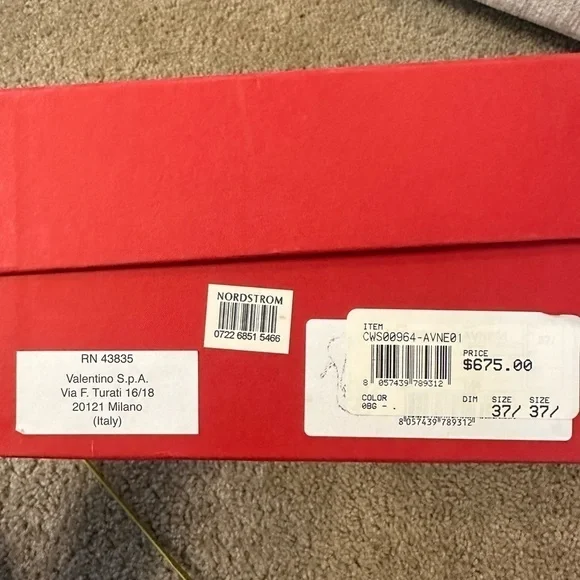 NORDSTROM
0722 6851 5466
RN 43835
Valentino S.p.A.
Via F. Turati 16/18
20121 Milano
(Italy)
ITEM
CWS00964-AVNE01
PRICE
$675.00
8 057439 789312
COLOR DIM SIZE SIZE
0BG - . 37/ 37/
8 057439 789312